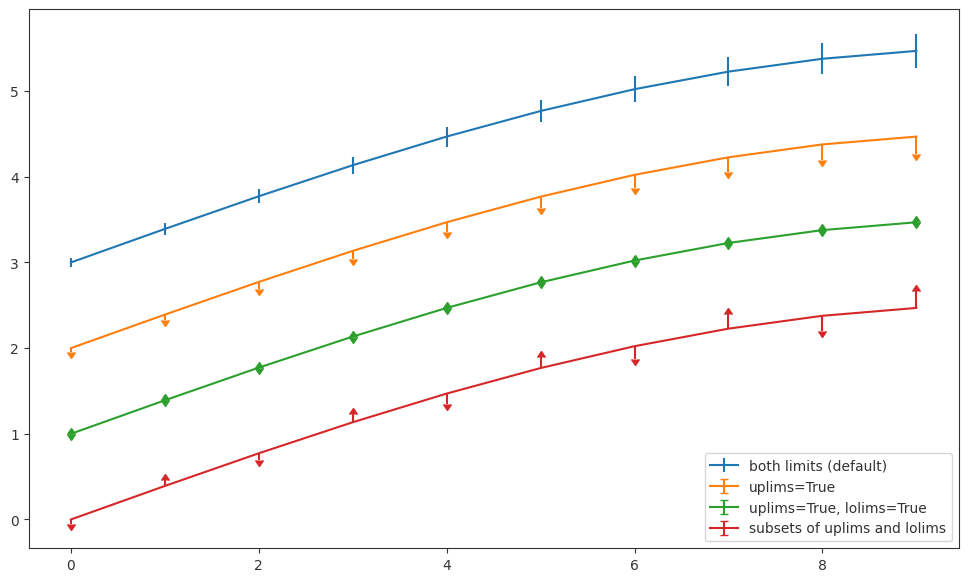 5
4
3
2
1
0
0 2 4 6 8
both limits (default)
uplims=True
uplims=True, lolims=True
subsets of uplims and lolims